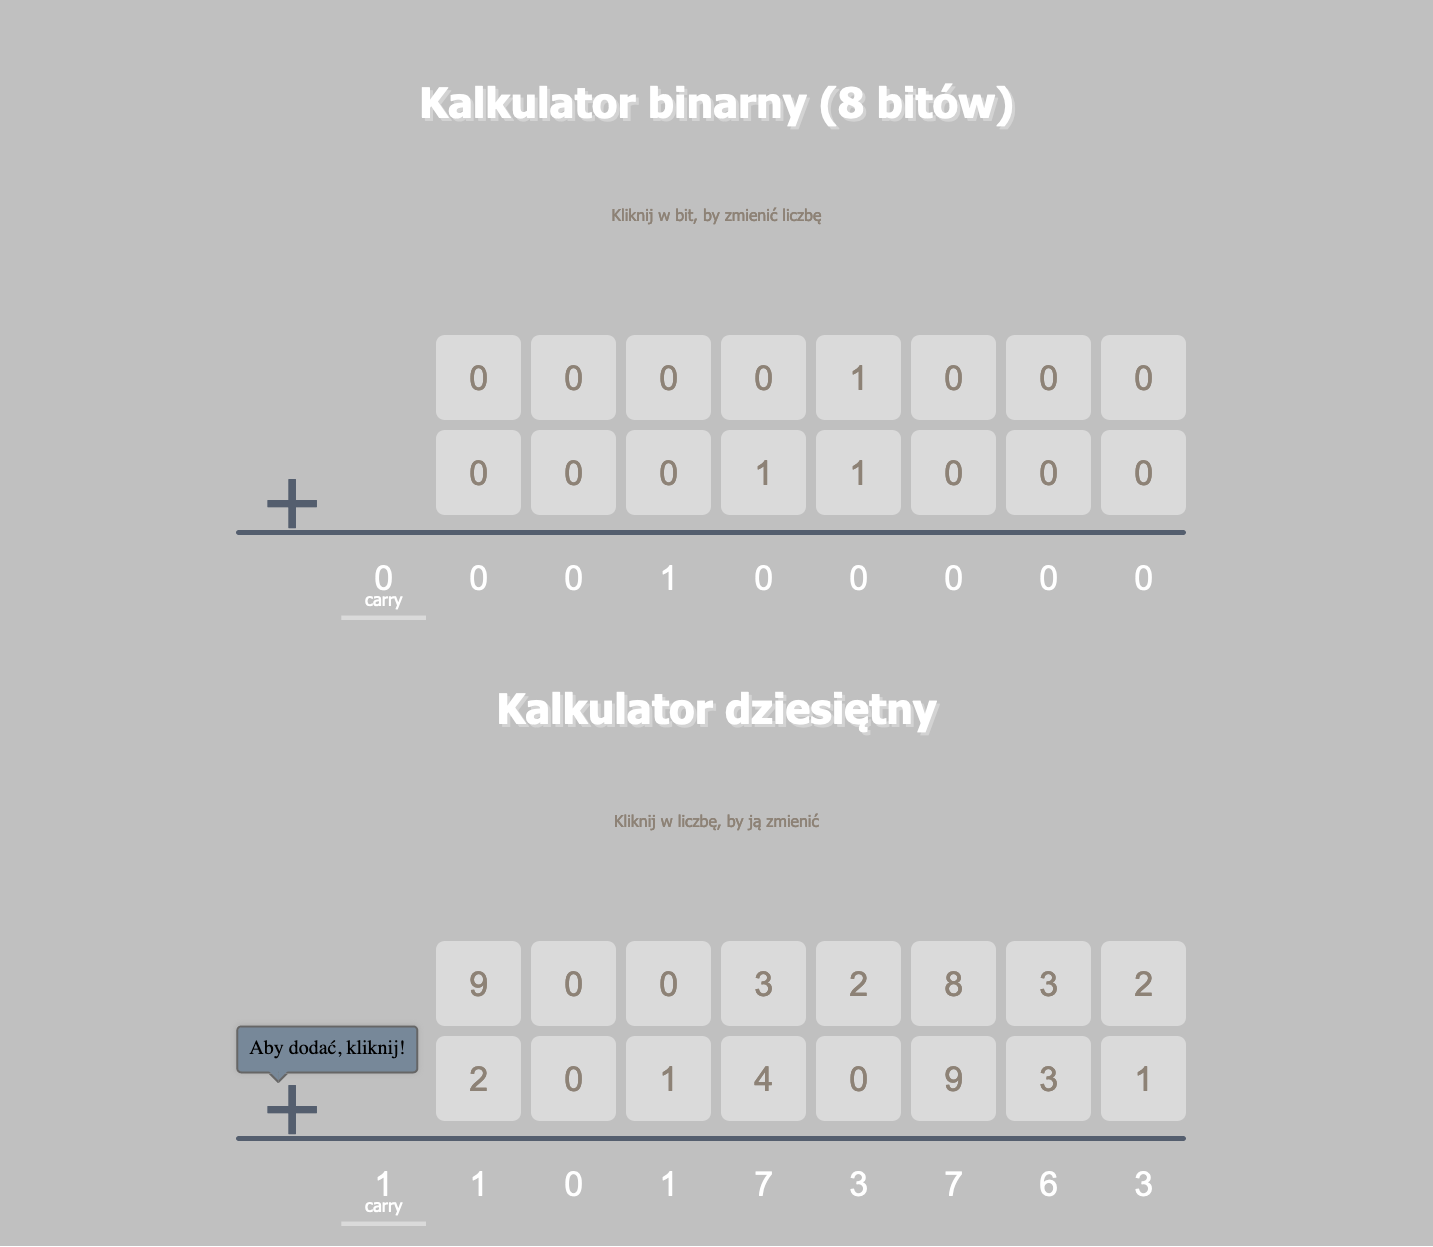 Kalkulator binarny (8 bitów)
Kliknij w bit, by zmienić liczbę
0 0 0 0 1 0 0 0
0 0 0 1 1 0 0 0
+
0 0 0 1 0 0 0 0 0
carry
Kalkulator dziesiętny
Kliknij w liczbę, by ją zmienić
9 0 0 3 2 8 3 2
Aby dodać, kliknij!
2 0 1 4 0 9 3 1
+
1 1 0 1 7 3 7 6 3
carry